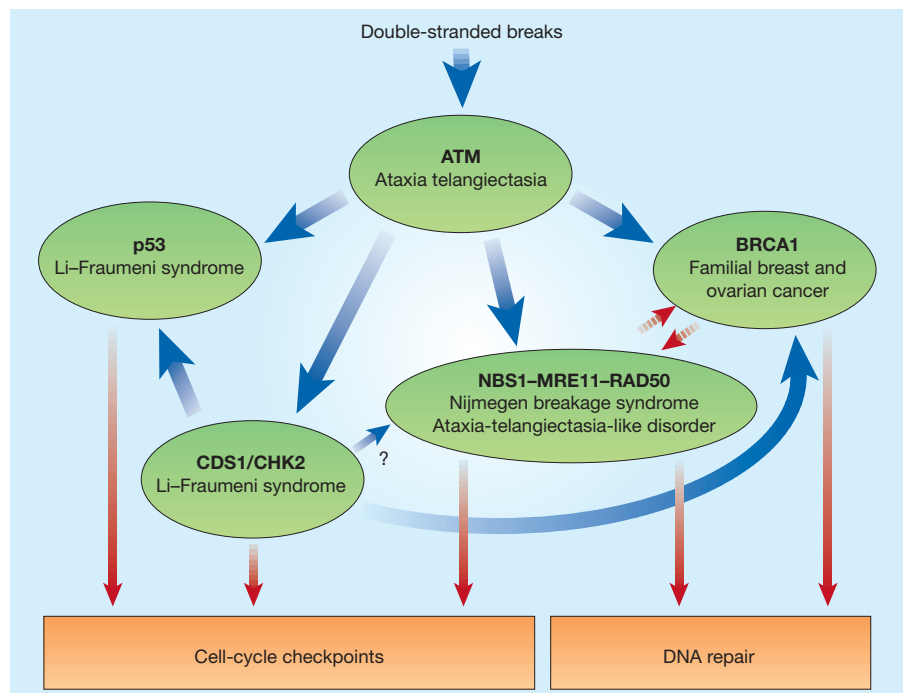 Double-stranded breaks
ATM
Ataxia telangiectasia
p53
Li–Fraumeni syndrome
BRCA1
Familial breast and
ovarian cancer
NBS1–MRE11–RAD50
Nijmegen breakage syndrome
Ataxia-telangiectasia-like disorder
?
CDS1/CHK2
Li–Fraumeni syndrome
Cell-cycle checkpoints
DNA repair